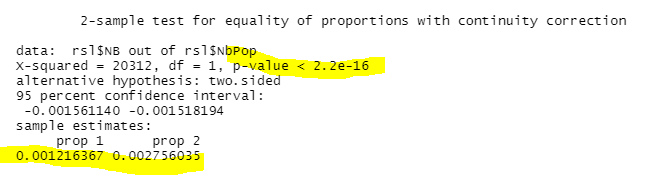 2-sample test for equality of proportions with continuity correction
data: rsl$NB out of rsl$NbPop
X-squared = 20312, df = 1, p-value < 2.2e-16
alternative hypothesis: two.sided
95 percent confidence interval:
-0.001561140 -0.001518194
sample estimates:
prop 1 prop 2
0.001216367 0.002756035